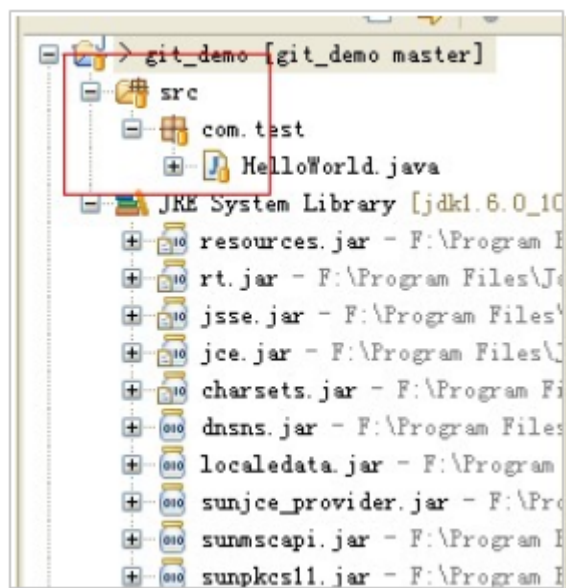 > git_demo [git_demo master]
src
com.test
HelloWorld.java
JRE System Library [jdk1.6.0_10
resources.jar - F:\Program
rt.jar - F:\Program Files\
jsse.jar - F:\Program Files\
jce.jar - F:\Program Files\
charsets.jar - F:\Program
dnsns.jar - F:\Program Files
localedata.jar - F:\Program
sunjce_provider.jar - F:\
sunmscapi.jar - F:\Program
sunpkcs11.jar - F:\Program